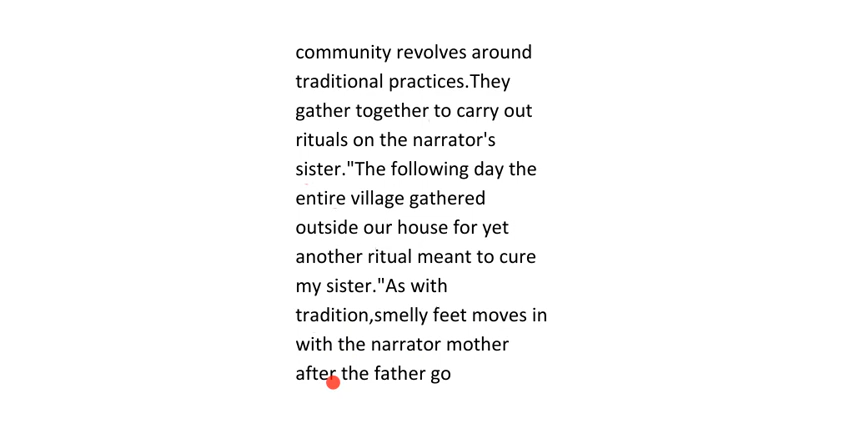 community revolves around
traditional practices.They
gather together to carry out
rituals on the narrator's
sister."The following day the
entire village gathered
outside our house for yet
another ritual meant to cure
my sister."As with
tradition,smelly feet moves in
with the narrator mother
after the father go